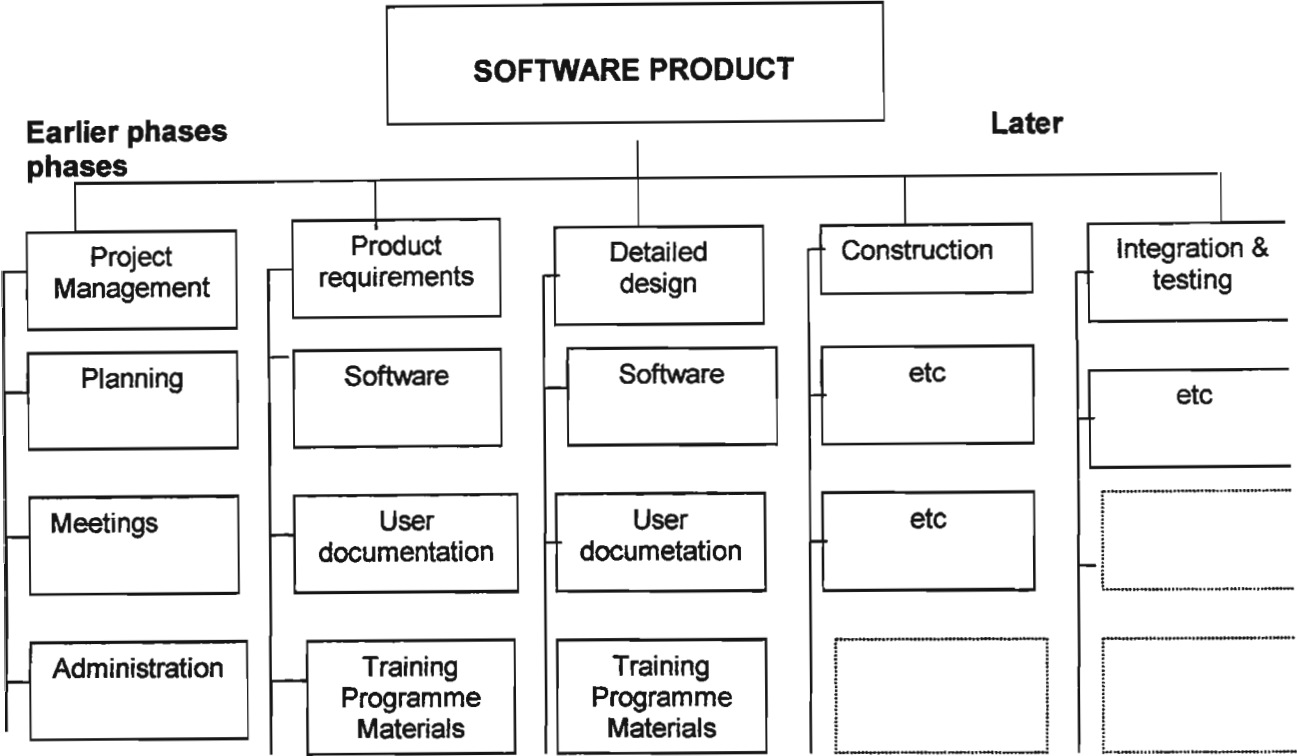 SOFTWARE PRODUCT
Earlier phases
Later
phases
Project
Management
Product
requirements
Detailed
design
Construction
Integration &
testing
Planning
Software
Software
etc
etc
Meetings
User
documentation
User
documetation
etc
Administration
Training
Programme
Materials
Training
Programme
Materials